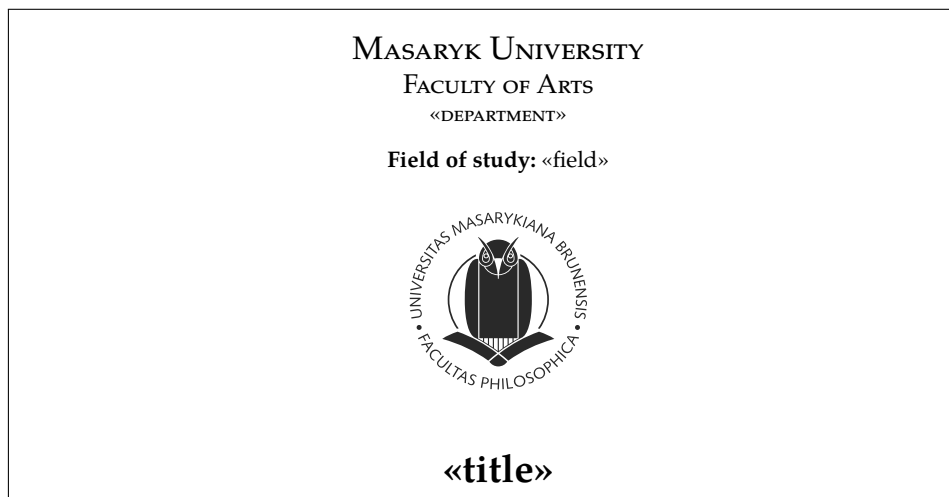 Masaryk University
Faculty of Arts
«department»
Field of study: «field»
UNIVERSITAS MASARYKIANA BRUNENSIS
• FACULTAS PHILOSOPHICA •
«title»